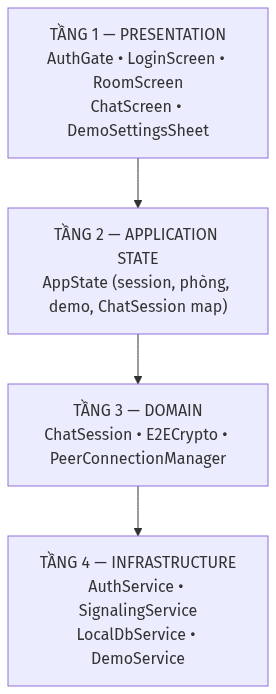 TẦNG 1 — PRESENTATION
AuthGate • LoginScreen •
RoomScreen
ChatScreen •
DemoSettingsSheet
TẦNG 2 — APPLICATION
STATE
AppState (session, phòng,
demo, ChatSession map)
TẦNG 3 — DOMAIN
ChatSession • E2ECrypto •
PeerConnectionManager
TẦNG 4 — INFRASTRUCTURE
AuthService •
SignalingService
LocalDbService •
DemoService